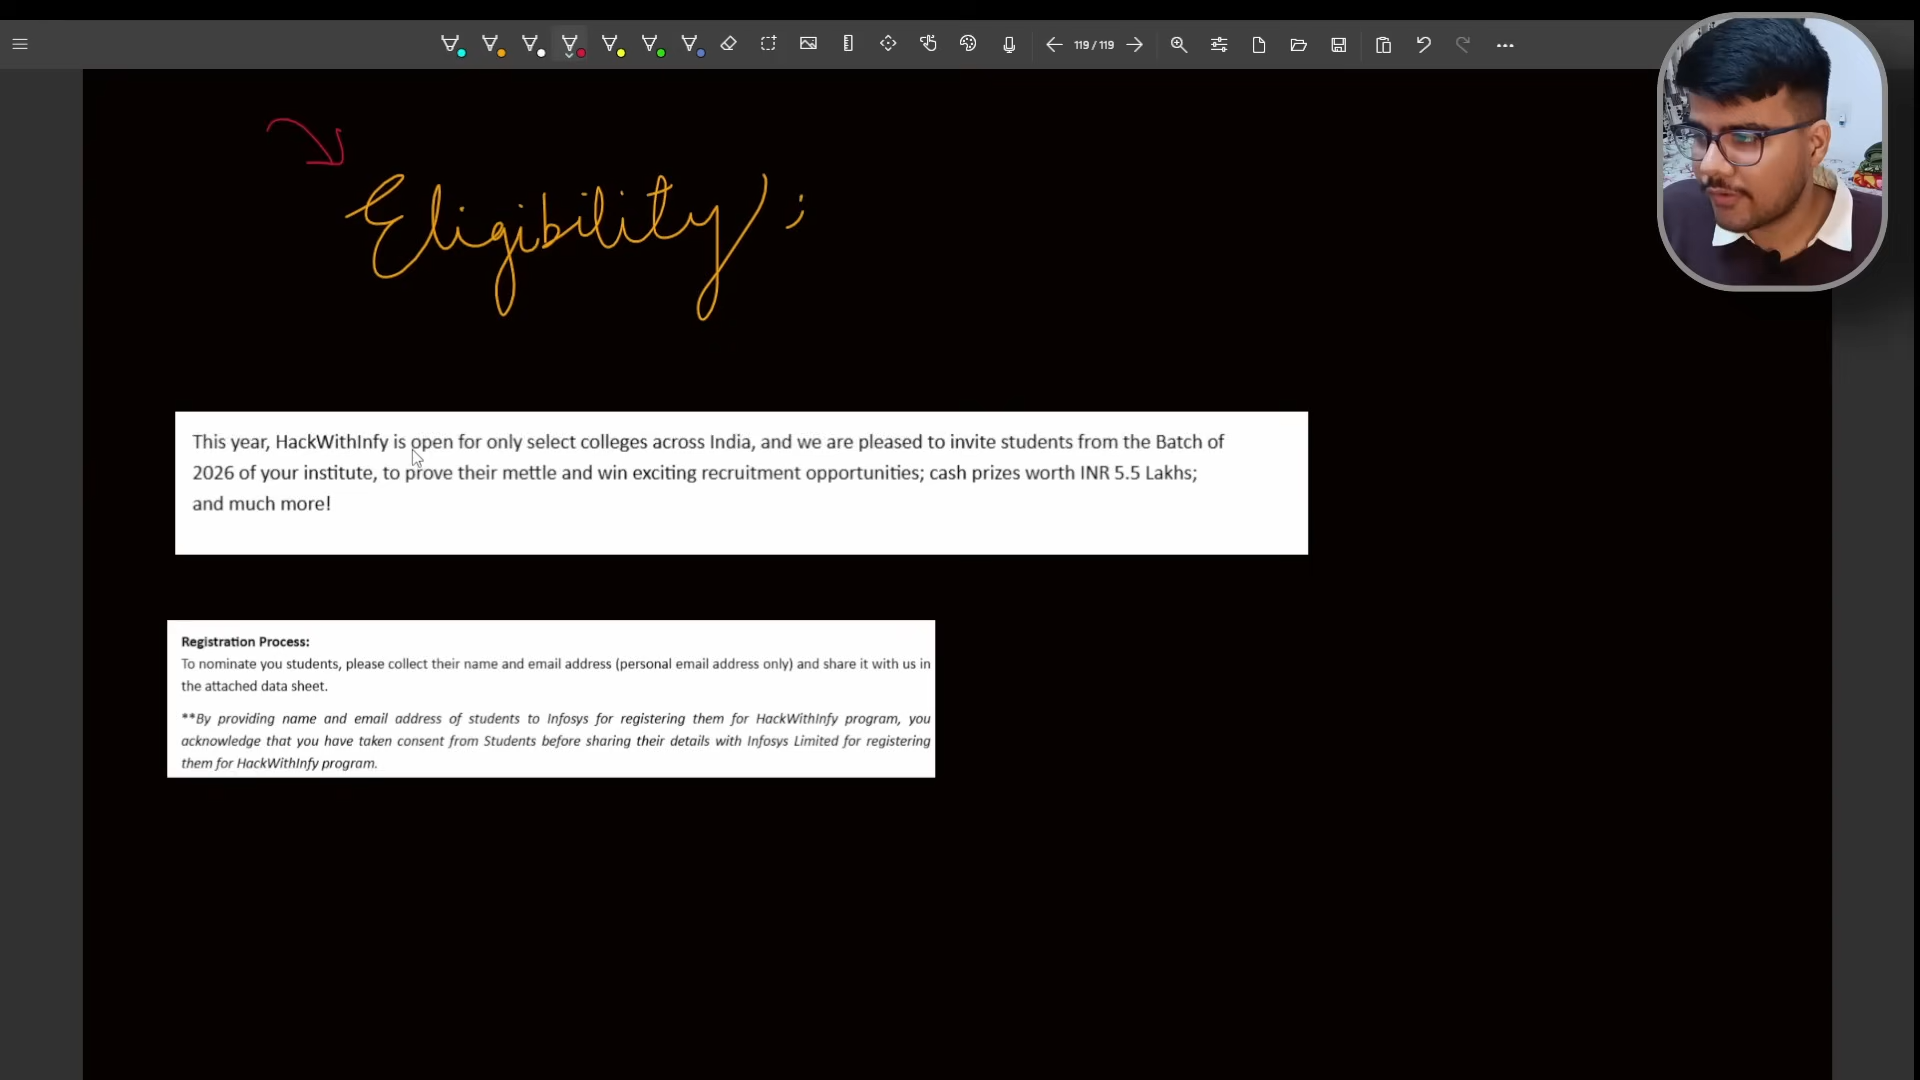 119 / 119
Eligibility ;
This year, HackWithInfy is open for only select colleges across India, and we are pleased to invite students from the Batch of
2026 of your institute, to prove their mettle and win exciting recruitment opportunities; cash prizes worth INR 5.5 Lakhs;
and much more!
Registration Process:
To nominate you students, please collect their name and email address (personal email address only) and share it with us in
the attached data sheet.
**By providing name and email address of students to Infosys for registering them for HackWithInfy program, you
acknowledge that you have taken consent from Students before sharing their details with Infosys Limited for registering
them for HackWithInfy program.